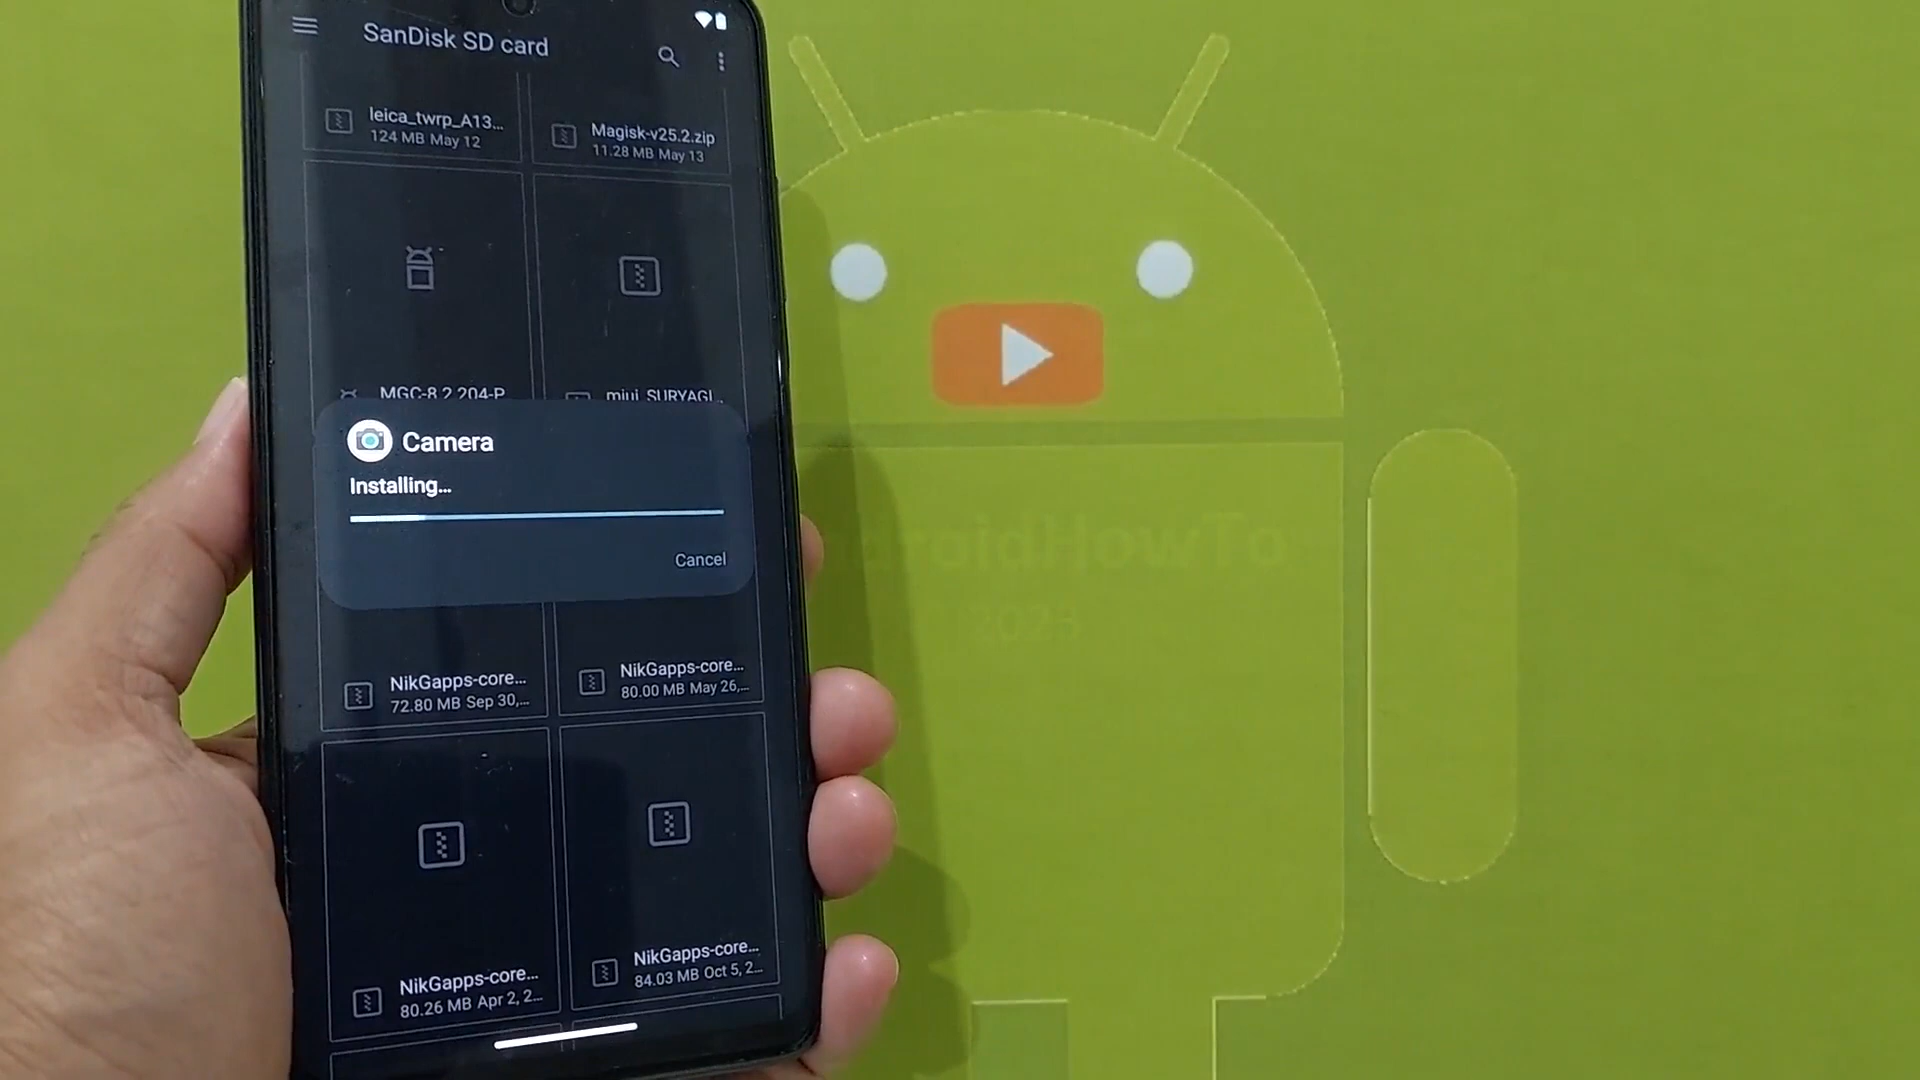 SanDisk SD card
leica_twrp_A13...
124 MB May 12
Magisk-v25.2.zip
11.28 MB May 13
MGC-8.2.204-P
miui_SURYAGL...
Camera
Installing...
Cancel
NikGapps-core...
72.80 MB Sep 30,...
NikGapps-core...
80.00 MB May 26,...
NikGapps-core...
80.26 MB Apr 2, 2...
NikGapps-core...
84.03 MB Oct 5, 2...
droidHowTo
2023